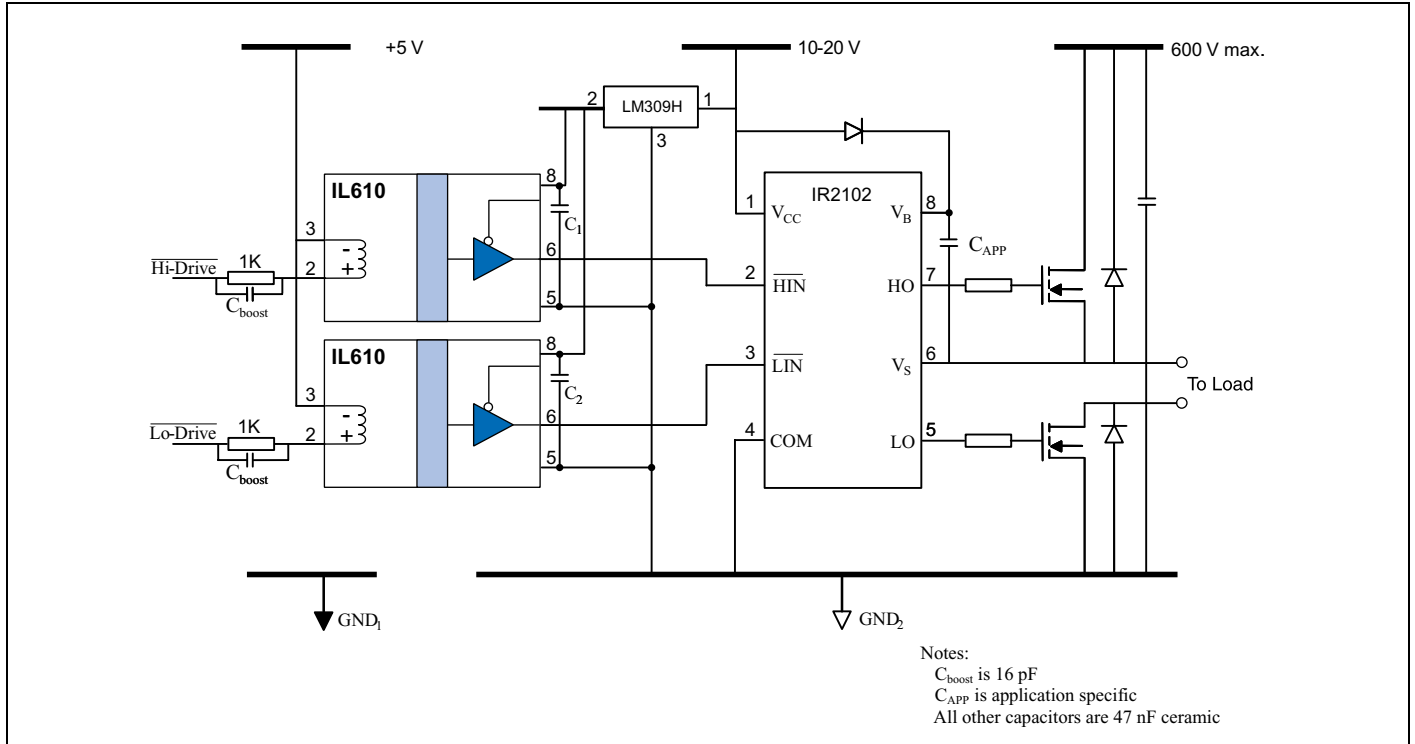 +5 V
10-20 V
600 V max.
2
LM309H
1
3
IL610
8
C1
3
1K
2
-
+
Hi-Drive
Cboost
6
5
IL610
8
C2
3
1K
2
-
+
Lo-Drive
Cboost
6
5
IR2102
1
VCC
VB
8
CAPP
2
HIN
HO
7
3
LIN
VS
6
To Load
4
COM
LO
5
GND1
GND2
Notes:
Cboost is 16 pF
CAPP is application specific
All other capacitors are 47 nF ceramic